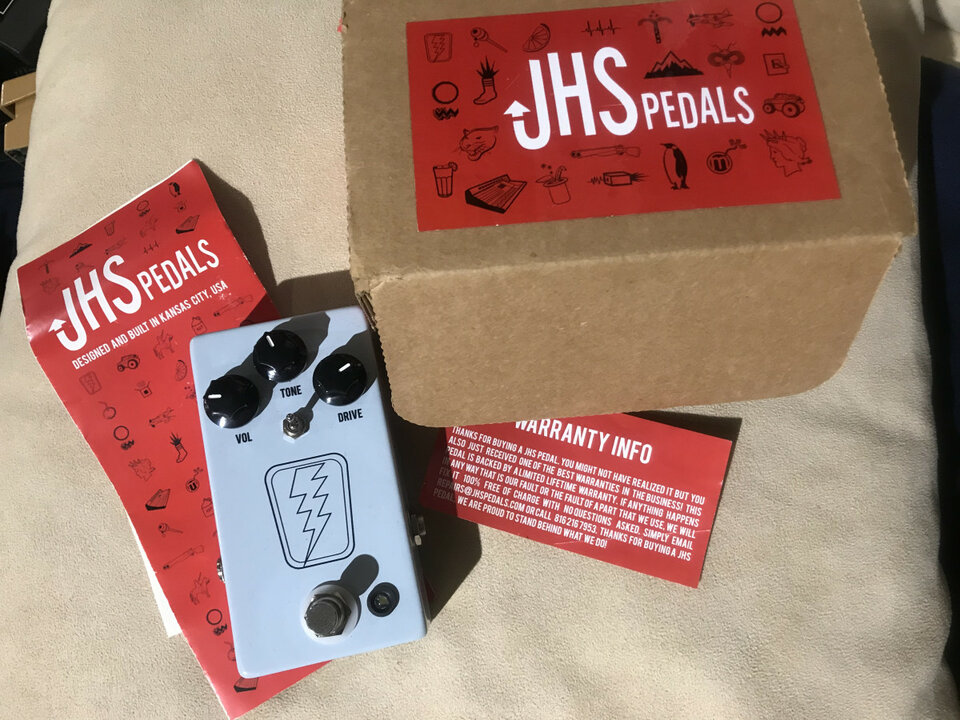 JHS PEDALS
JHS PEDALS
DESIGNED AND BUILT IN KANSAS CITY, USA
VOL
TONE
DRIVE
WARRANTY INFO
THANKS FOR BUYING A JHS PEDAL. YOU MIGHT NOT HAVE REALIZED IT BUT YOU
ALSO JUST RECEIVED ONE OF THE BEST WARRANTIES IN THE BUSINESS! THIS
PEDAL IS BACKED BY A LIMITED LIFETIME WARRANTY. IF ANYTHING HAPPENS
IN ANY WAY THAT IS OUR FAULT OR THE FAULT OF A PART THAT WE USE, WE WILL
FIX IT 100% FREE OF CHARGE WITH NO QUESTIONS ASKED. SIMPLY EMAIL
REPAIRS@JHSPEDALS.COM OR CALL 816 216 7953. THANKS FOR BUYING A JHS
PEDAL. WE ARE PROUD TO STAND BEHIND WHAT WE DO!